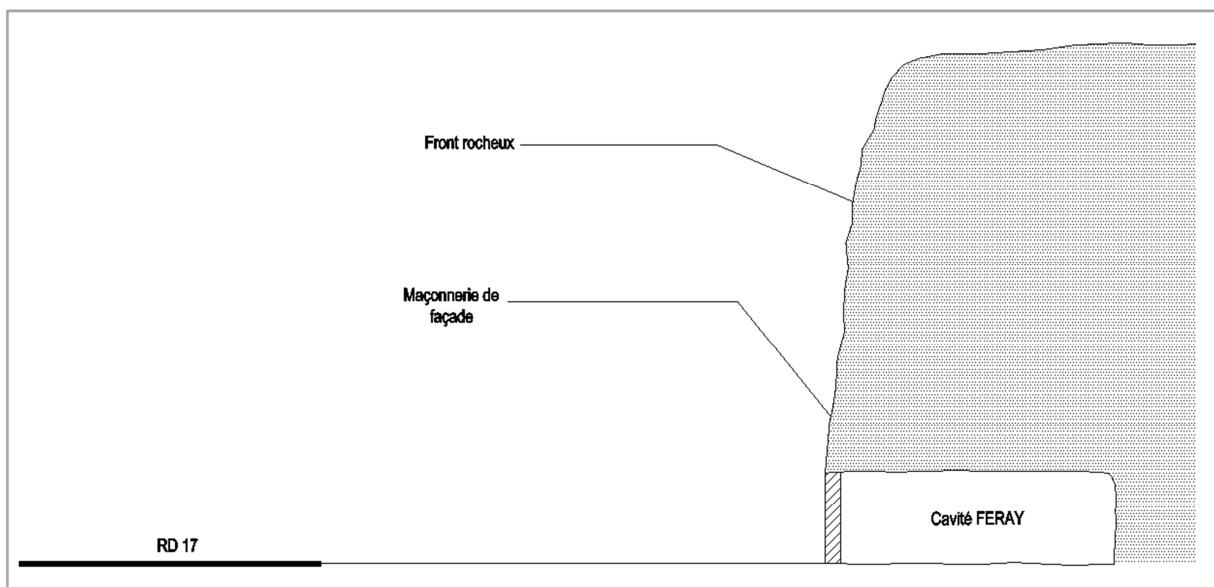 Front rocheux
Maçonnerie de
façade
Cavité FERAY
RD 17